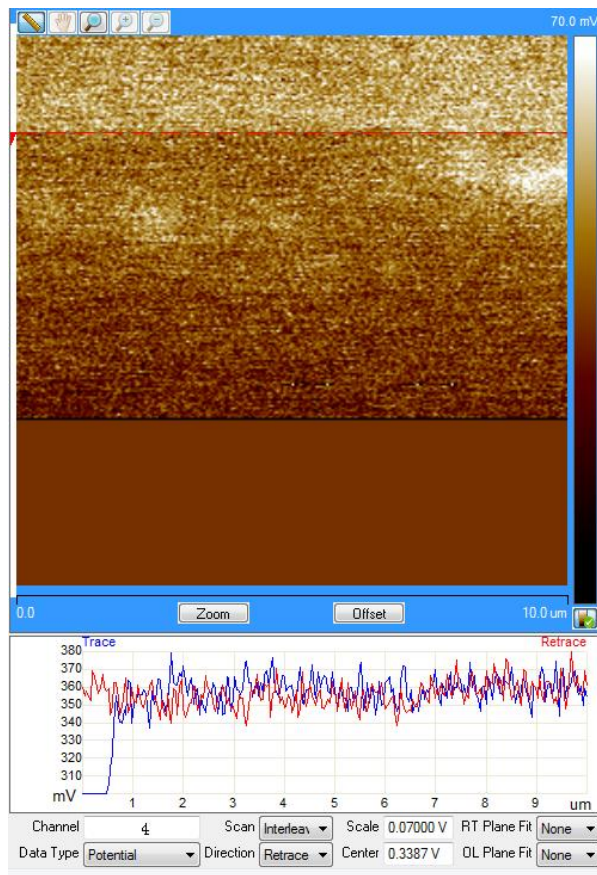 70.0 mV
0.0 Zoom Offset 10.0 um
Trace Retrace
380
370
360
350
340
330
320
310
mV 1 2 3 4 5 6 7 8 9 um
Channel 4 Scan Interleav Scale 0.07000 V RT Plane Fit None
Data Type Potential Direction Retrace Center 0.3387 V OL Plane Fit None